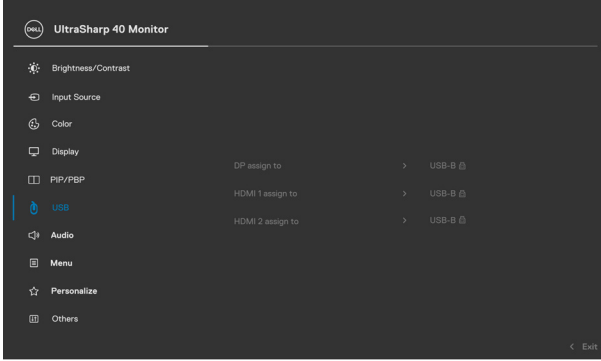 DELL UltraSharp 40 Monitor
Brightness/Contrast
Input Source
Color
Display
PIP/PBP
USB
Audio
Menu
Personalize
Others
DP assign to > USB-B
HDMI 1 assign to > USB-B
HDMI 2 assign to > USB-B
< Exit